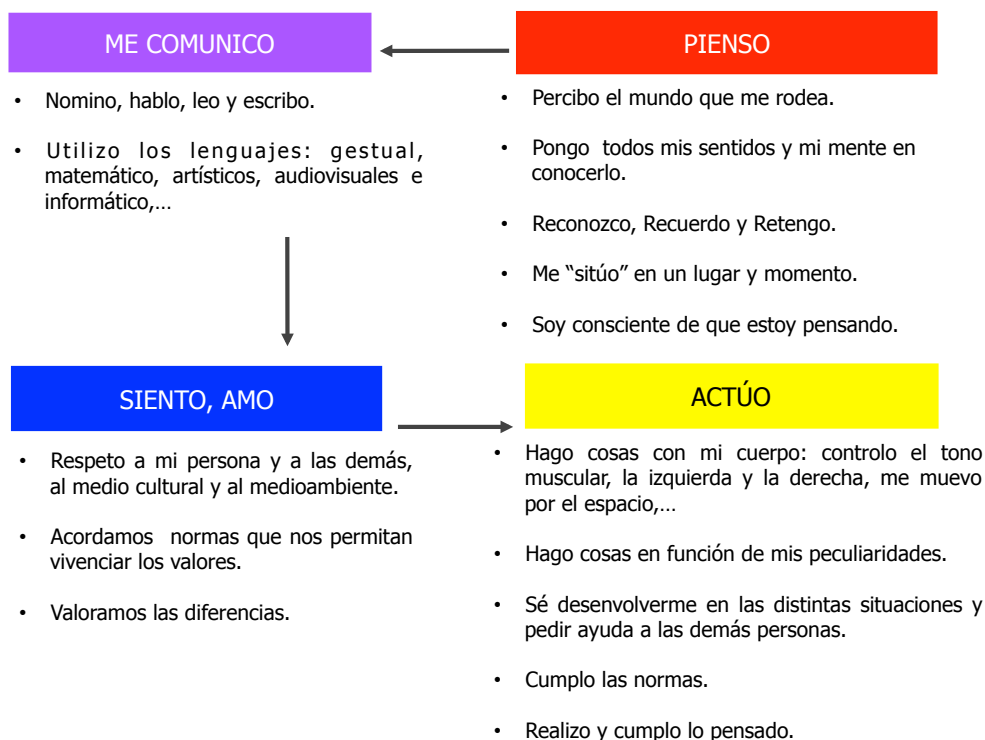 ME COMUNICO
• Nomino, hablo, leo y escribo.
• Utilizo los lenguajes: gestual,
matemático, artísticos, audiovisuales e
informático,…
PIENSO
• Percibo el mundo que me rodea.
• Pongo todos mis sentidos y mi mente en
conocerlo.
• Reconozco, Recuerdo y Retengo.
• Me “sitúo” en un lugar y momento.
• Soy consciente de que estoy pensando.
SIENTO, AMO
• Respeto a mi persona y a las demás,
al medio cultural y al medioambiente.
• Acordamos normas que nos permitan
vivenciar los valores.
• Valoramos las diferencias.
ACTÚO
• Hago cosas con mi cuerpo: controlo el tono
muscular, la izquierda y la derecha, me muevo
por el espacio,…
• Hago cosas en función de mis peculiaridades.
• Sé desenvolverme en las distintas situaciones y
pedir ayuda a las demás personas.
• Cumplo las normas.
• Realizo y cumplo lo pensado.